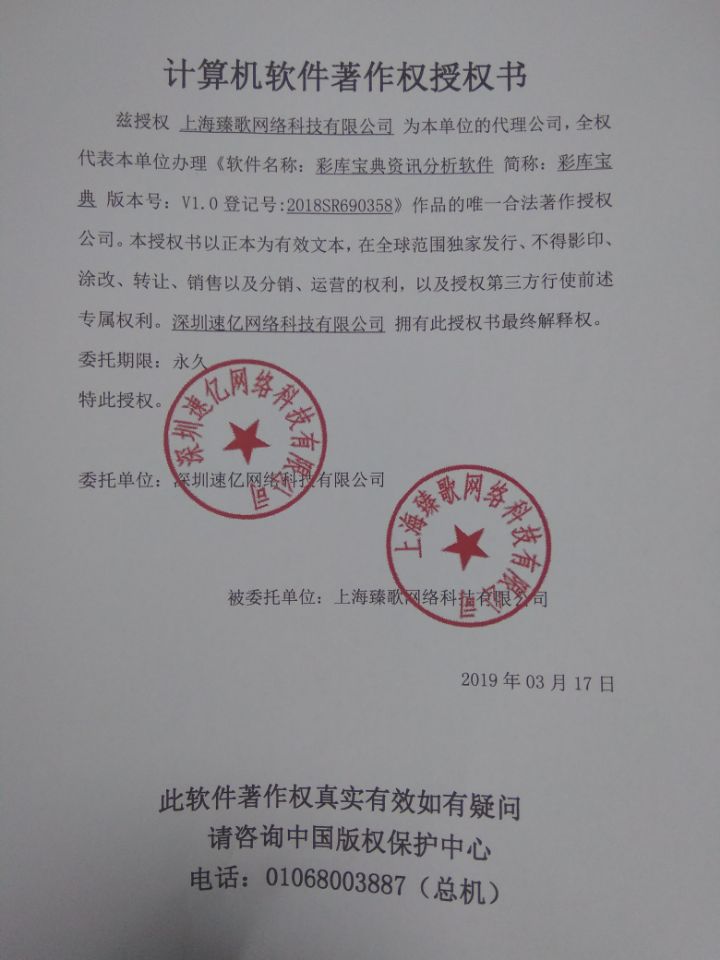 计算机软件著作权授权书
兹授权 上海臻歌网络科技有限公司 为本单位的代理公司,全权
代表本单位办理《软件名称：彩库宝典资讯分析软件 简称：彩库宝
典 版本号：V1.0 登记号:2018SR690358》作品的唯一合法著作授权
公司。本授权书以正本为有效文本,在全球范围独家发行、不得影印、
涂改、转让、销售以及分销、运营的权利，以及授权第三方行使前述
专属权利。深圳速亿网络科技有限公司 拥有此授权书最终解释权。
委托期限：永久
特此授权。
深圳速亿网络科技有限公司
委托单位：深圳速亿网络科技有限公司
上海臻歌网络科技有限公司
被委托单位：上海臻歌网络科技有限公司
2019 年 03 月 17 日
此软件著作权真实有效如有疑问
请咨询中国版权保护中心
电话：01068003887（总机）